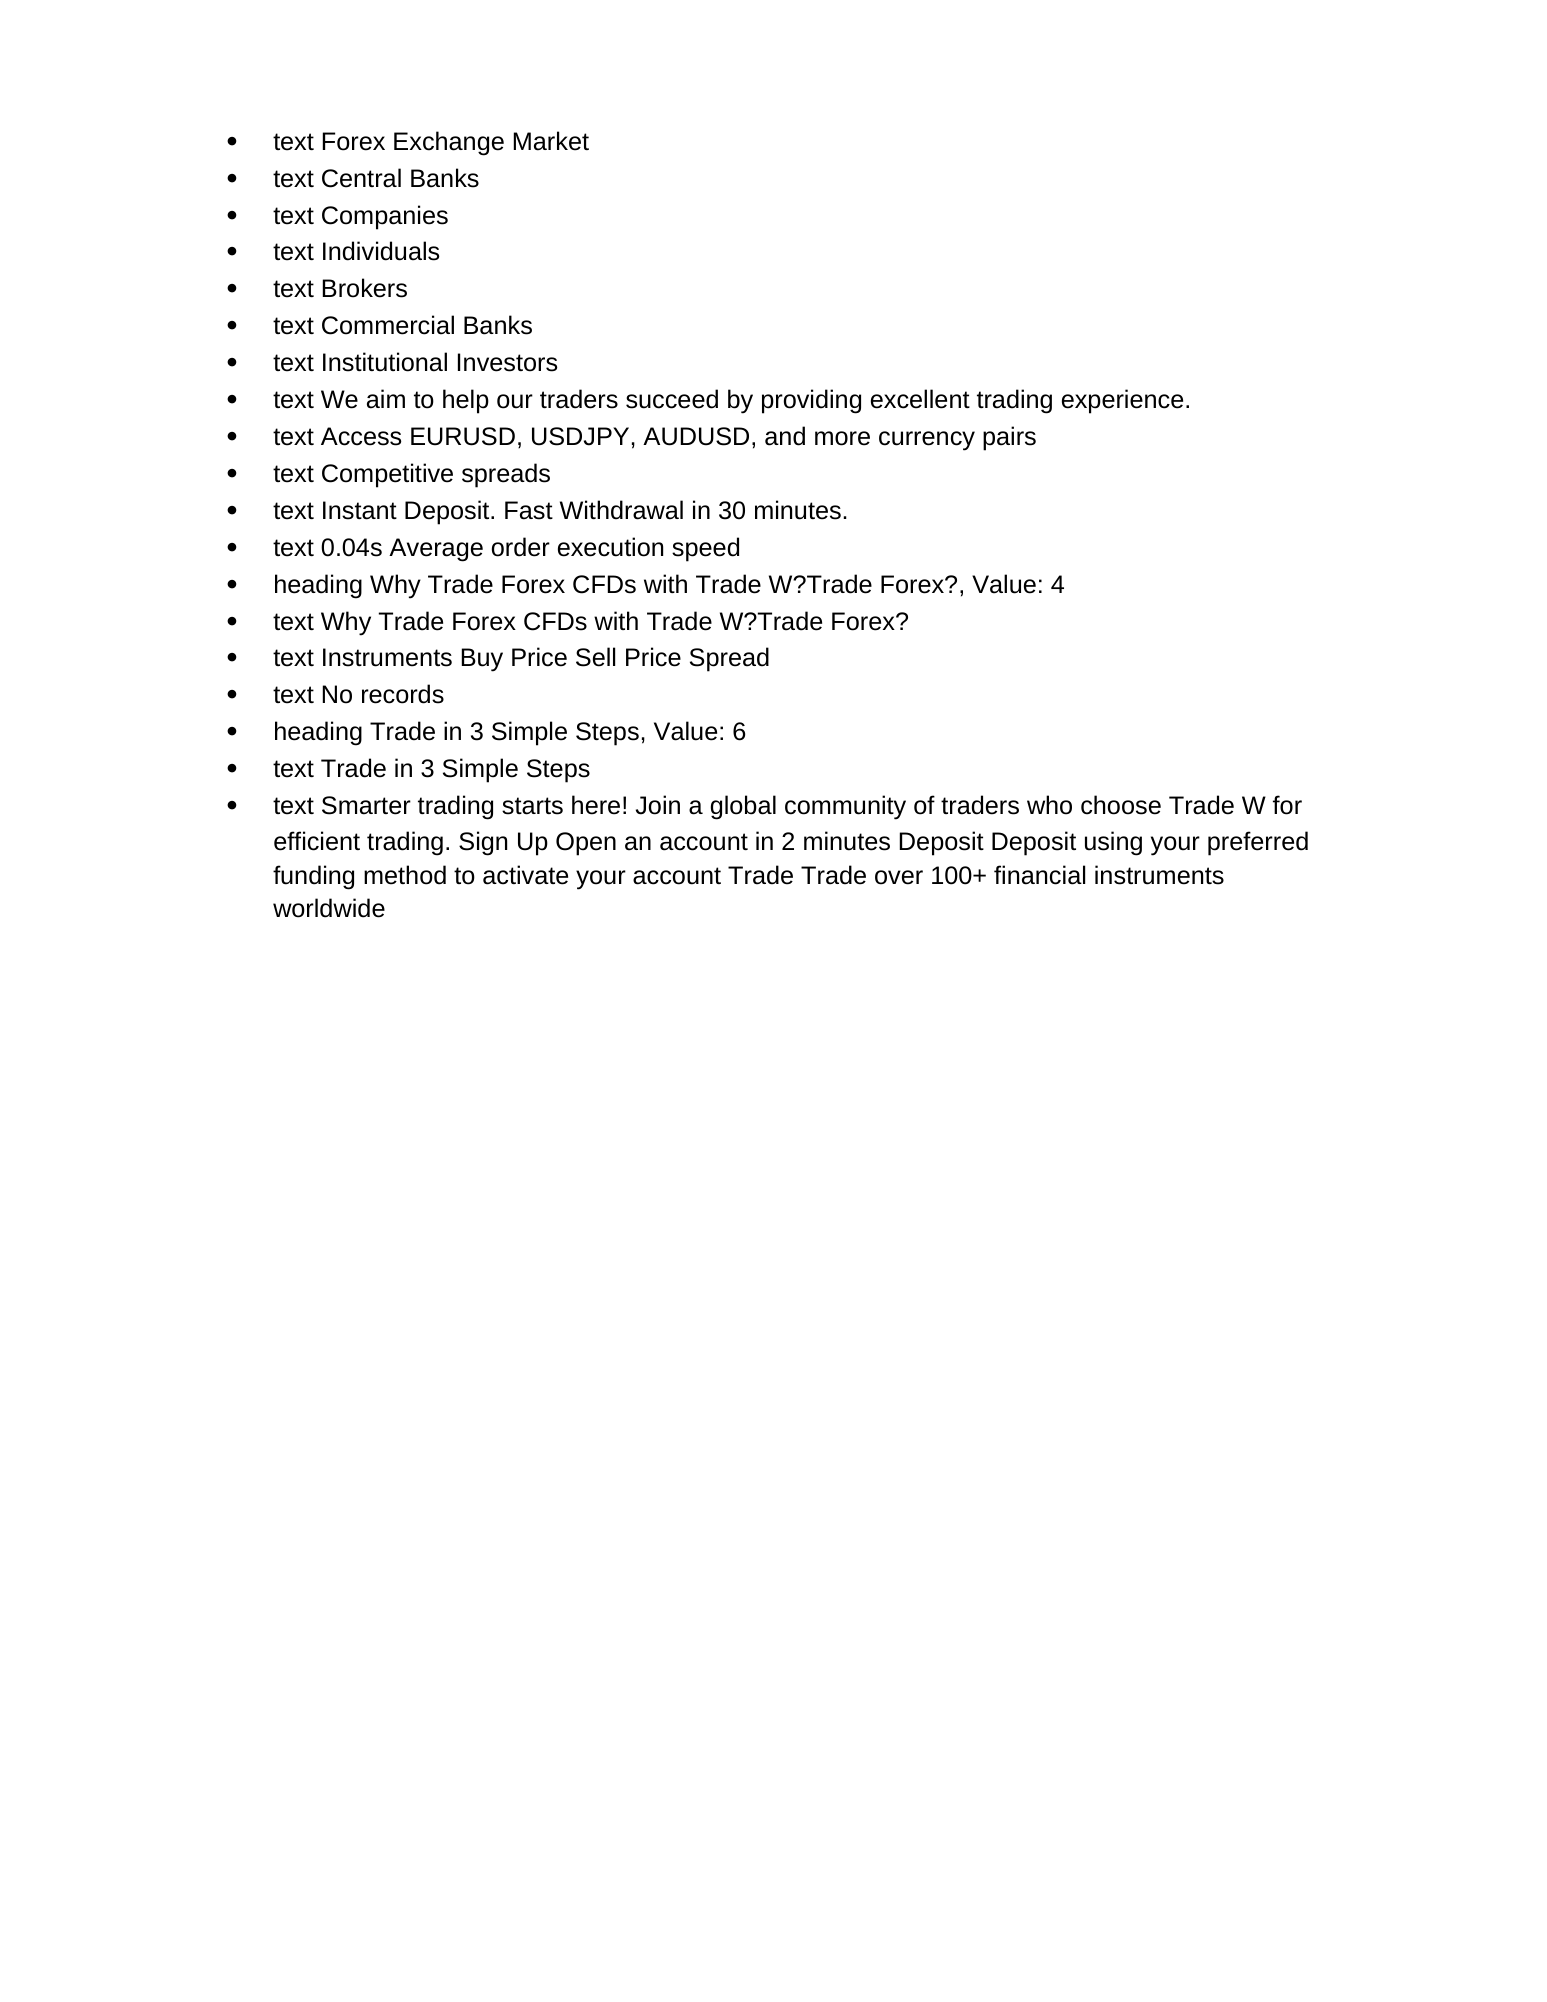 • text Forex Exchange Market
• text Central Banks
• text Companies
• text Individuals
• text Brokers
• text Commercial Banks
• text Institutional Investors
• text We aim to help our traders succeed by providing excellent trading experience.
• text Access EURUSD, USDJPY, AUDUSD, and more currency pairs
• text Competitive spreads
• text Instant Deposit. Fast Withdrawal in 30 minutes.
• text 0.04s Average order execution speed
• heading Why Trade Forex CFDs with Trade W?Trade Forex?, Value: 4
• text Why Trade Forex CFDs with Trade W?Trade Forex?
• text Instruments Buy Price Sell Price Spread
• text No records
• heading Trade in 3 Simple Steps, Value: 6
• text Trade in 3 Simple Steps
• text Smarter trading starts here! Join a global community of traders who choose Trade W for
efficient trading. Sign Up Open an account in 2 minutes Deposit Deposit using your preferred
funding method to activate your account Trade Trade over 100+ financial instruments
worldwide